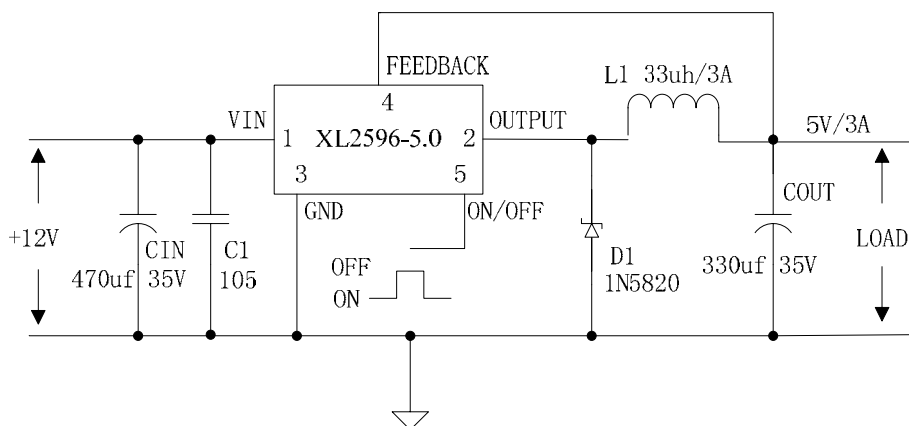 FEEDBACK
L1 33uh/3A
4
VIN
OUTPUT
5V/3A
1 XL2596-5.0 2
3 5
GND
ON/OFF
COUT
+12V
CIN
C1
OFF
D1
LOAD
470uf 35V
105
ON
1N5820
330uf 35V